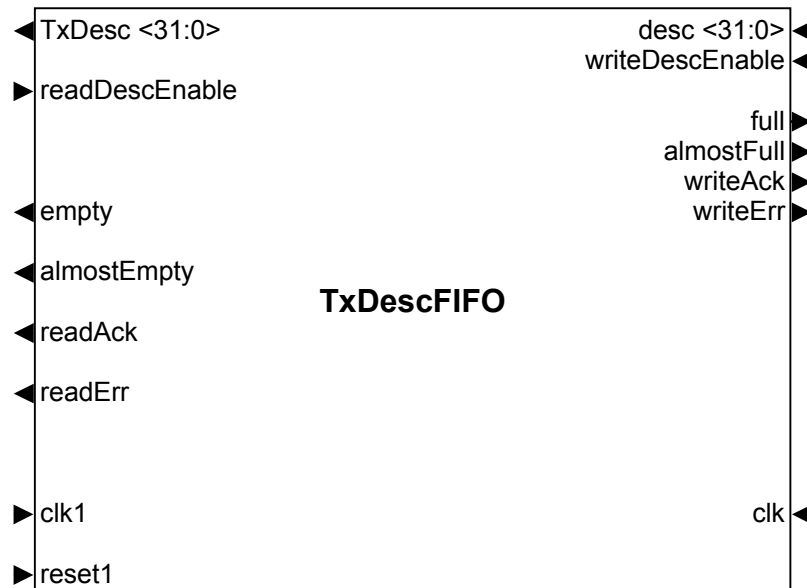 TxDesc <31:0>
desc <31:0>
writeDescEnable
readDescEnable
full
almostFull
writeAck
empty
writeErr
almostEmpty
TxDescFIFO
readAck
readErr
clk1
clk
reset1